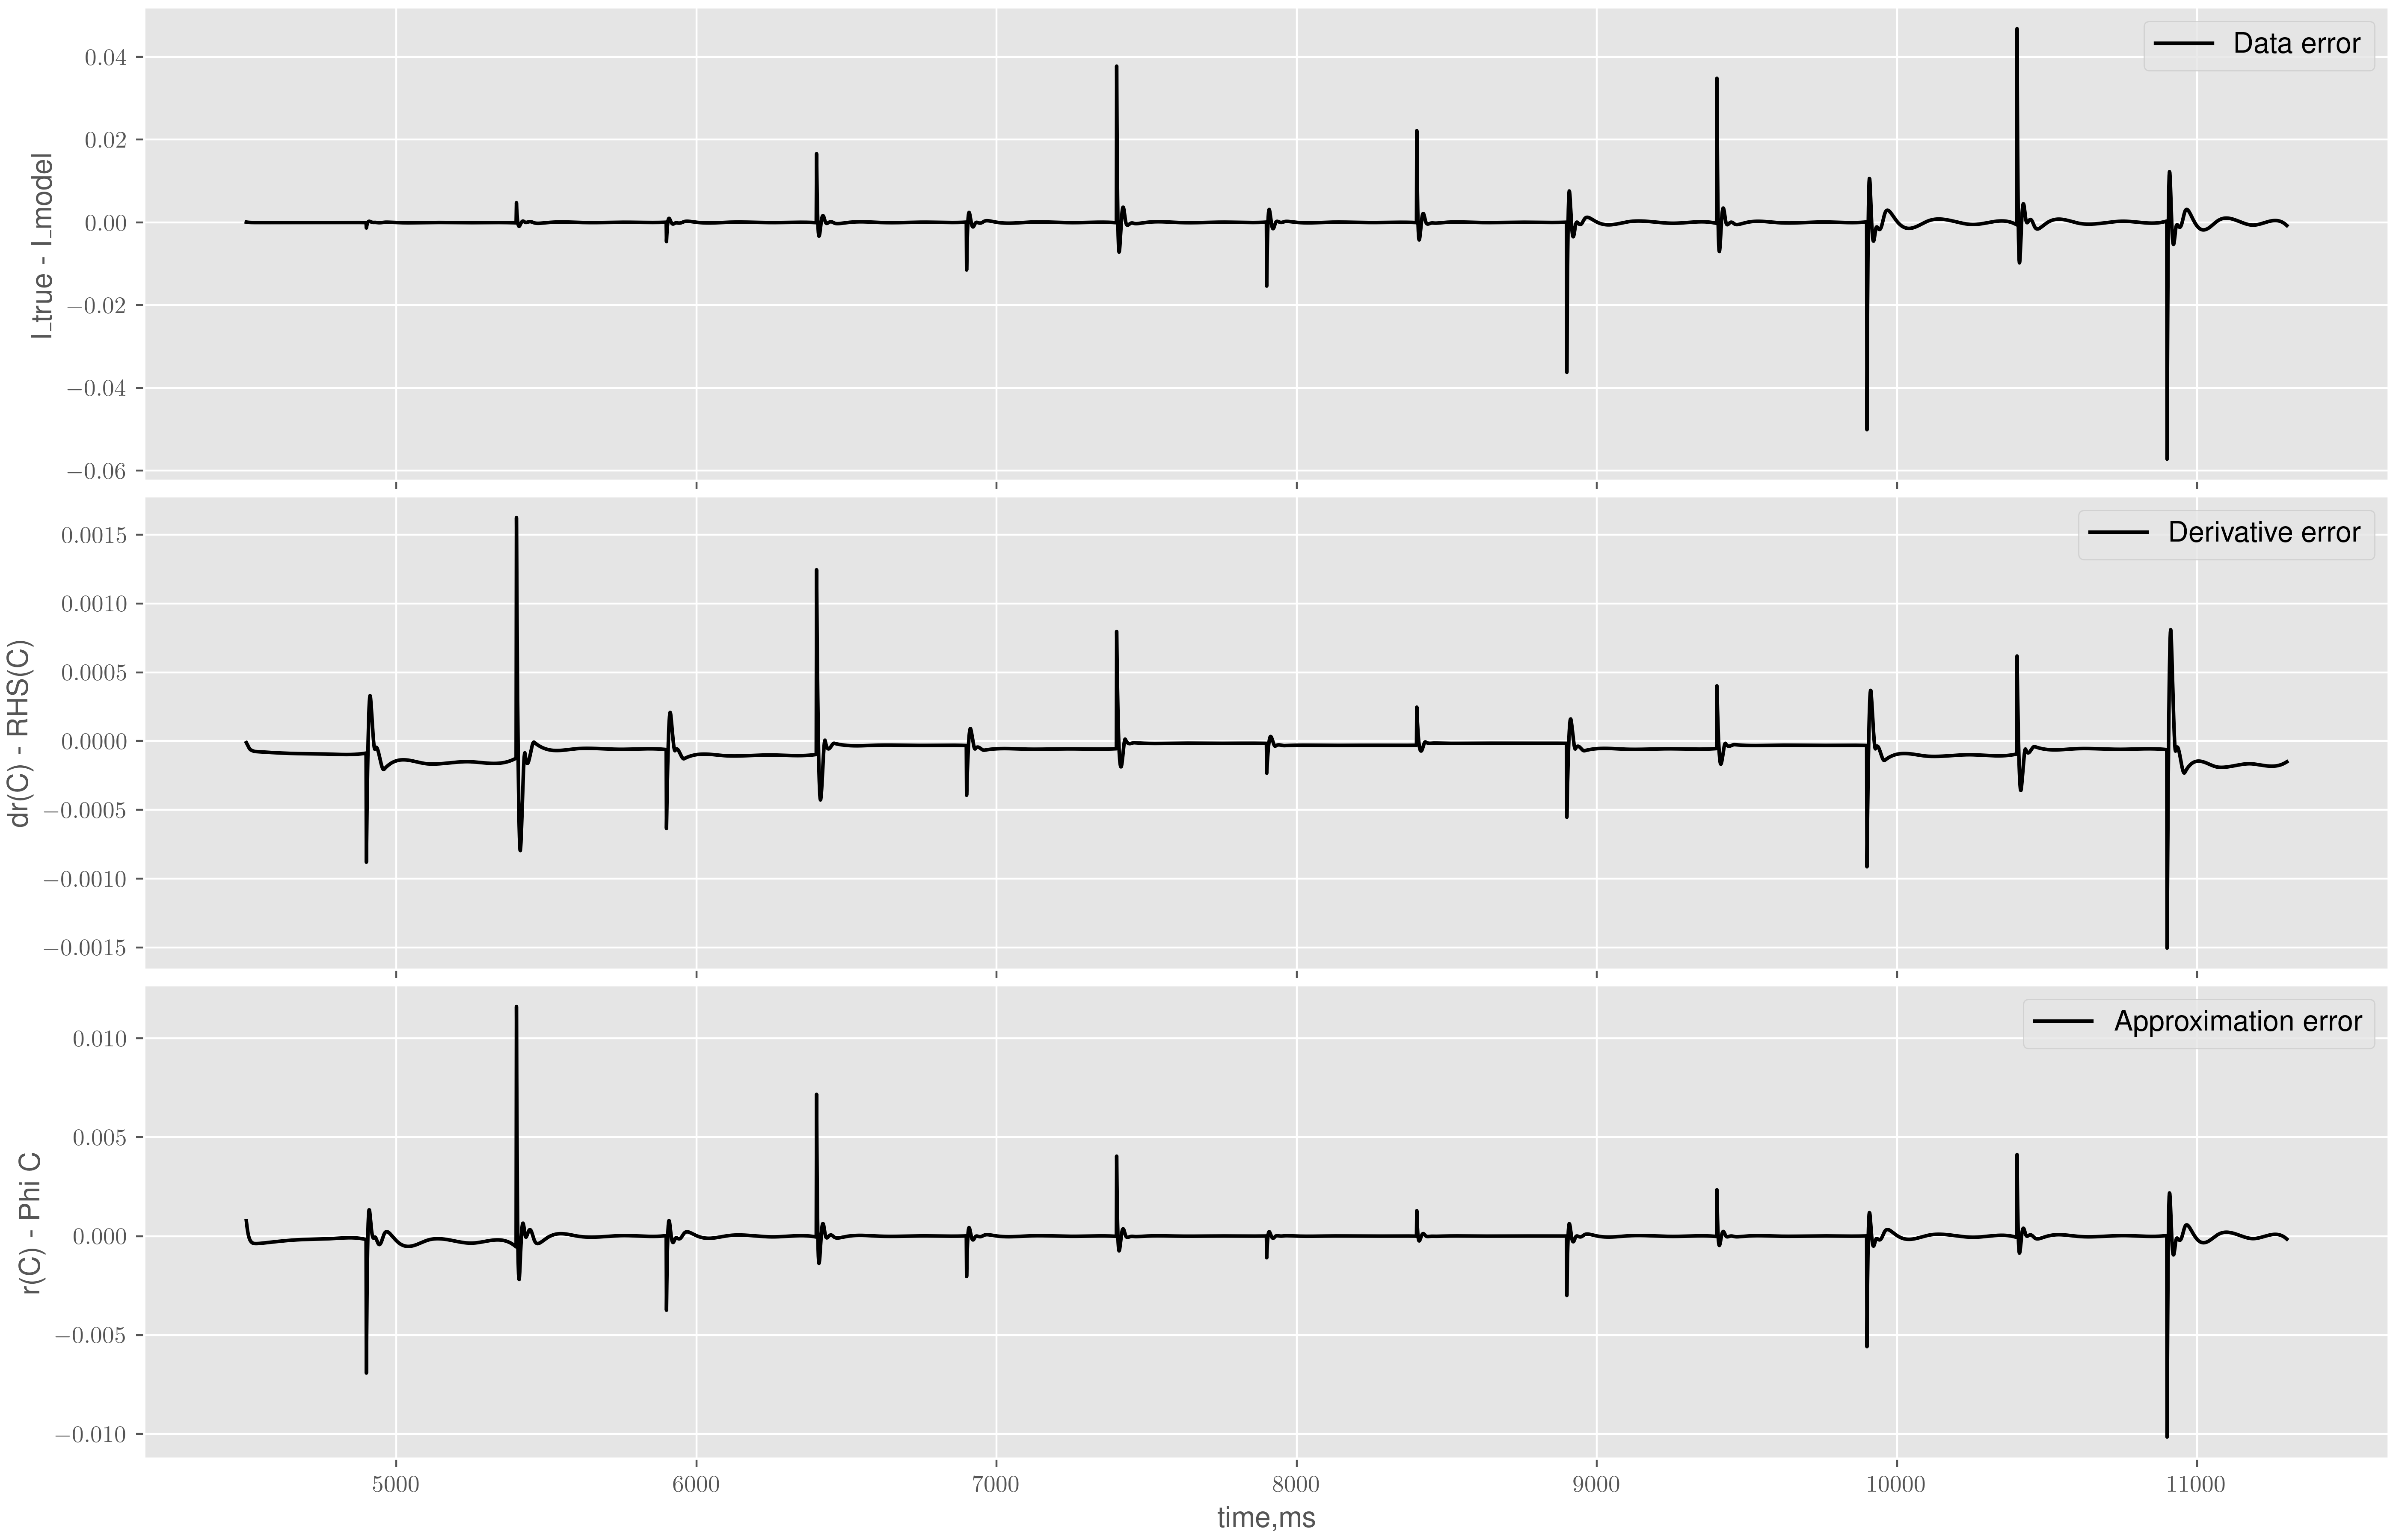 Data error
I_true - I_model
0.04
0.02
0.00
−0.02
−0.04
−0.06
Derivative error
dr(C) - RHS(C)
0.0015
0.0010
0.0005
0.0000
−0.0005
−0.0010
−0.0015
Approximation error
r(C) - Phi C
0.010
0.005
0.000
−0.005
−0.010
5000 6000 7000 8000 9000 10000 11000
time,ms